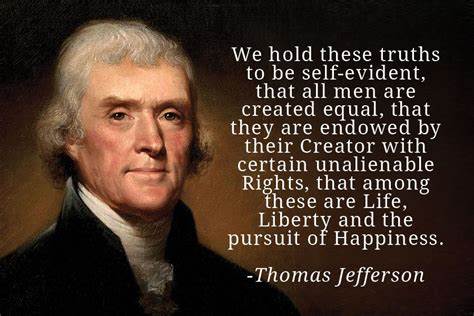 We hold these truths
to be self-evident,
that all men are
created equal, that
they are endowed by
their Creator with
certain unalienable
Rights, that among
these are Life,
Liberty and the
pursuit of Happiness.
-Thomas Jefferson